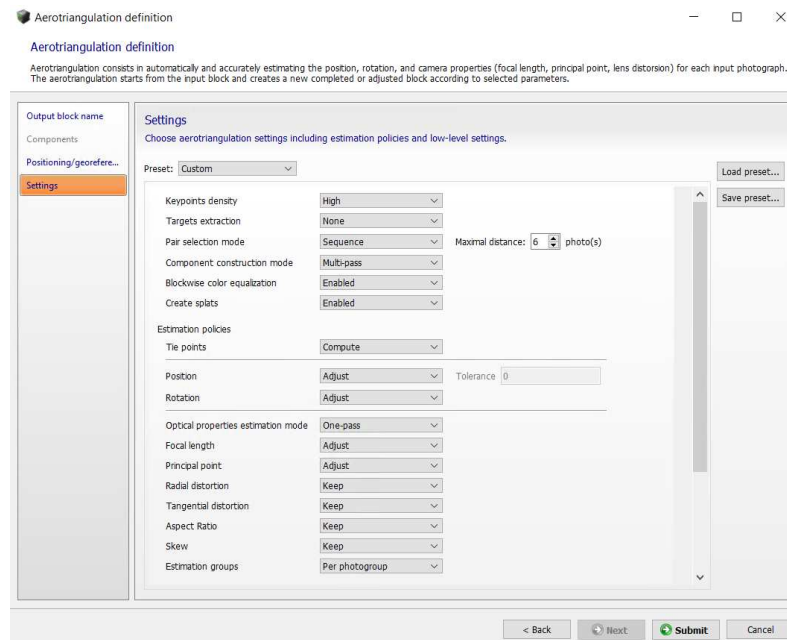 Aerotriangulation definition
Aerotriangulation definition
Aerotriangulation consists in automatically and accurately estimating the position, rotation, and camera properties (focal length, principal point, lens distorsion) for each input photograph.
The aerotriangulation starts from the input block and creates a new completed or adjusted block according to selected parameters.
Output block name
Components
Positioning/georefere...
Settings
Settings
Choose aerotriangulation settings including estimation policies and low-level settings.
Preset: Custom
Load preset...
Save preset...
Keypoints density High
Targets extraction None
Pair selection mode Sequence Maximal distance: 6 photo(s)
Component construction mode Multi-pass
Blockwise color equalization Enabled
Create splats Enabled
Estimation policies
Tie points Compute
Position Adjust Tolerance 0
Rotation Adjust
Optical properties estimation mode One-pass
Focal length Adjust
Principal point Adjust
Radial distortion Keep
Tangential distortion Keep
Aspect Ratio Keep
Skew Keep
Estimation groups Per photogroup
< Back Next Submit Cancel